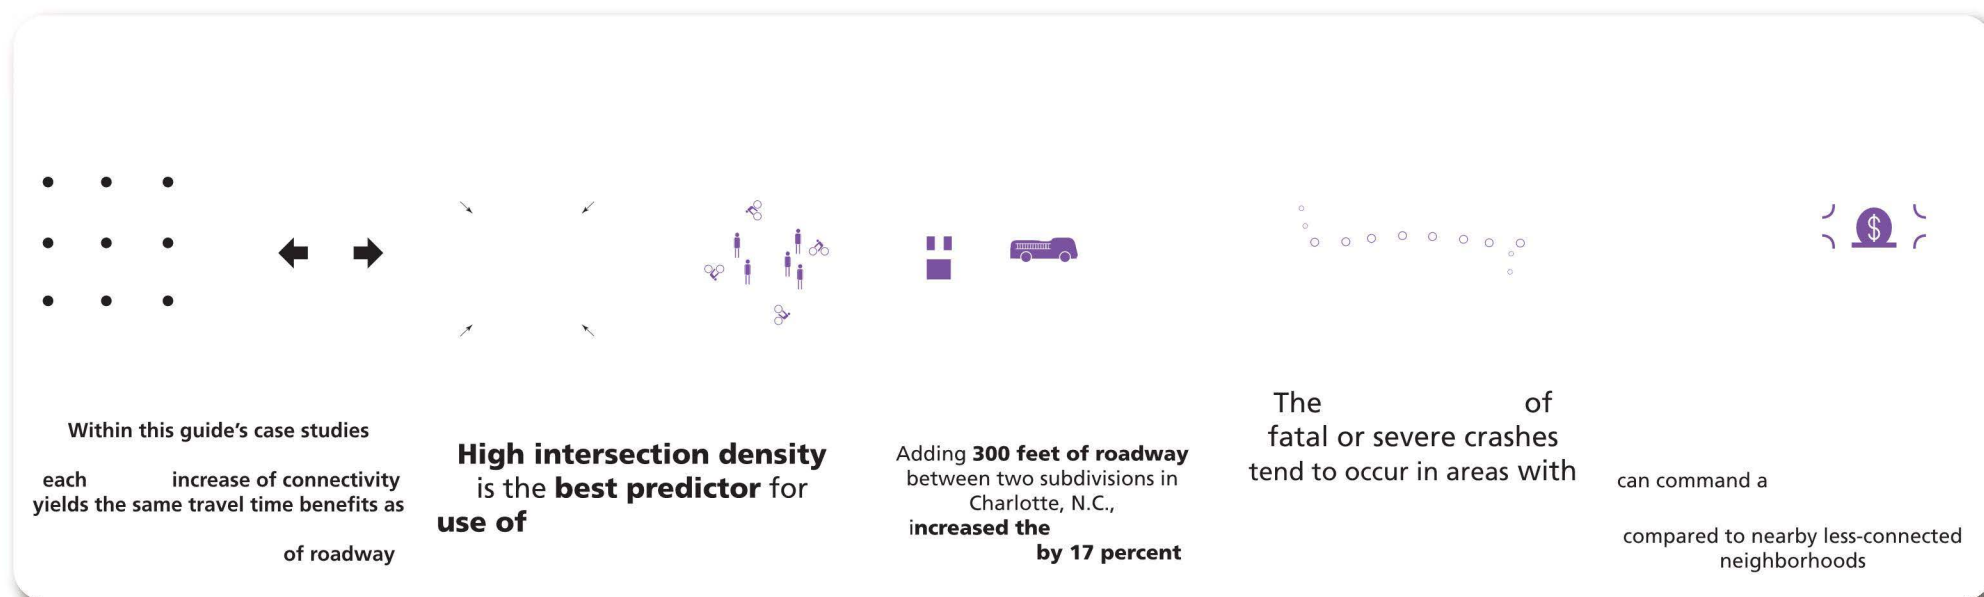 Within this guide’s case studies
each increase of connectivity
yields the same travel time benefits as
of roadway
High intersection density
is the best predictor for
use of
Adding 300 feet of roadway
between two subdivisions in
Charlotte, N.C.,
increased the
by 17 percent
The of
fatal or severe crashes
tend to occur in areas with
$
can command a
compared to nearby less-connected
neighborhoods